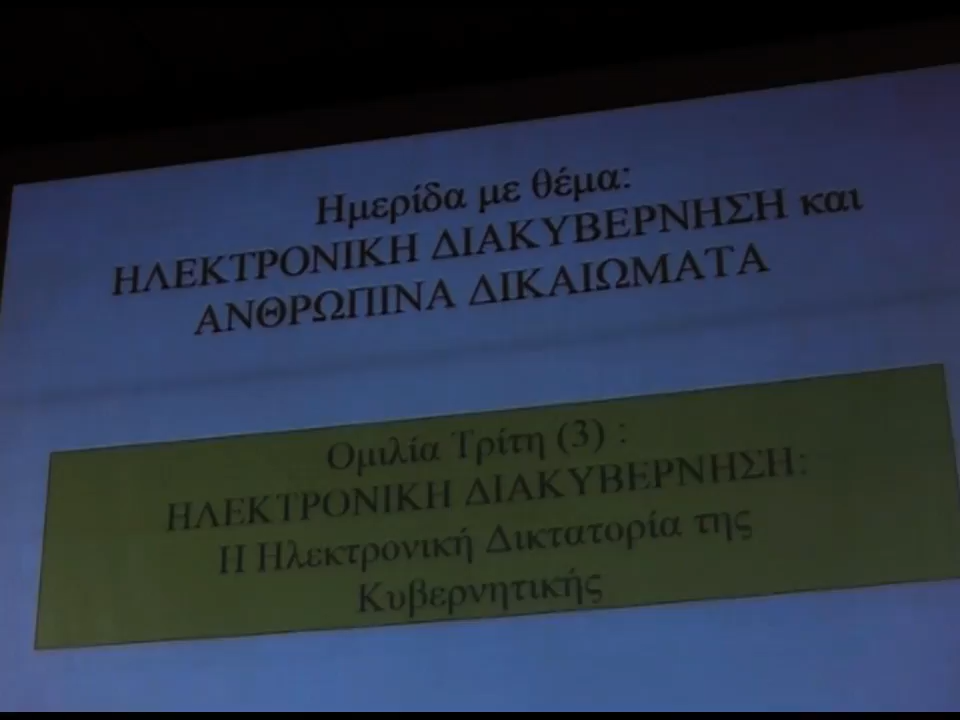 Ημερίδα με θέμα:
ΗΛΕΚΤΡΟΝΙΚΗ ΔΙΑΚΥΒΕΡΝΗΣΗ και
ΑΝΘΡΩΠΙΝΑ ΔΙΚΑΙΩΜΑΤΑ
Ομιλία Τρίτη (3) :
ΗΛΕΚΤΡΟΝΙΚΗ ΔΙΑΚΥΒΕΡΝΗΣΗ:
Η Ηλεκτρονική Δικτατορία της
Κυβερνητικής